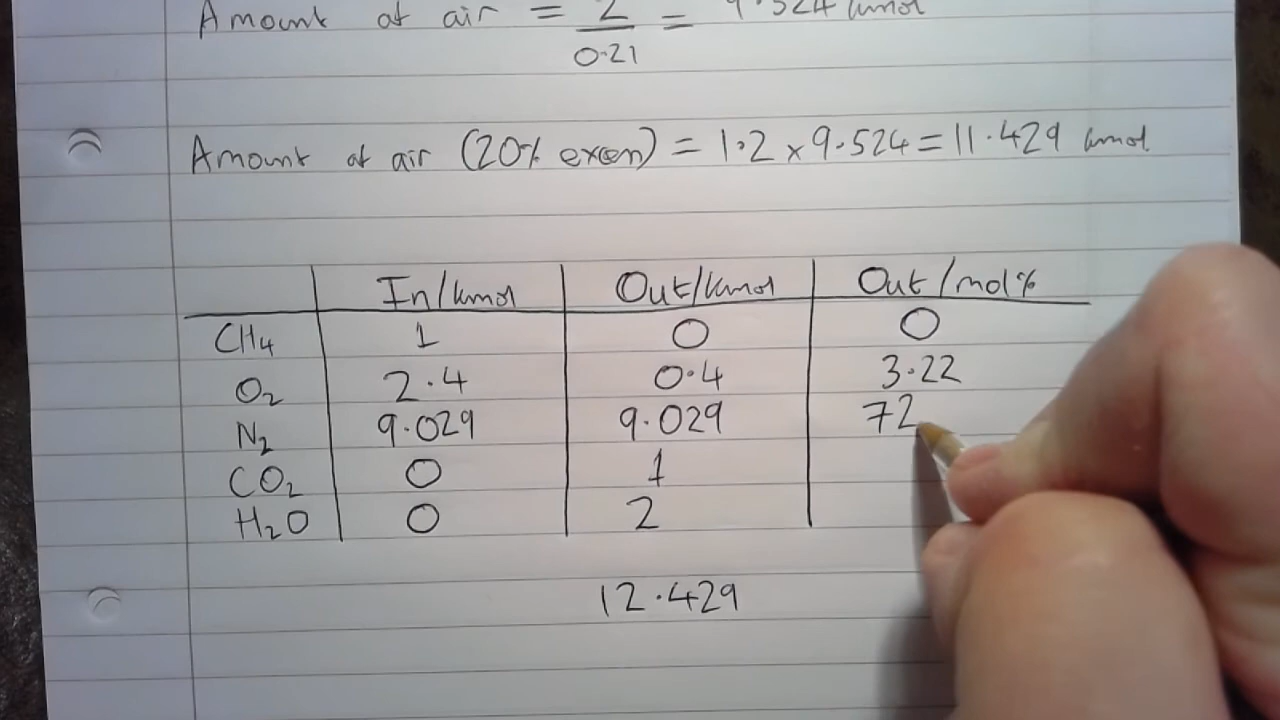 Amount of air = 2/0.21 = 9.524 kmol
Amount of air (20% excess) = 1.2 x 9.524 = 11.429 kmol
In/kmol Out/kmol Out/mol%
CH4 1 0 0
O2 2.4 0.4 3.22
N2 9.029 9.029 72
CO2 0 1
H2O 0 2
12.429